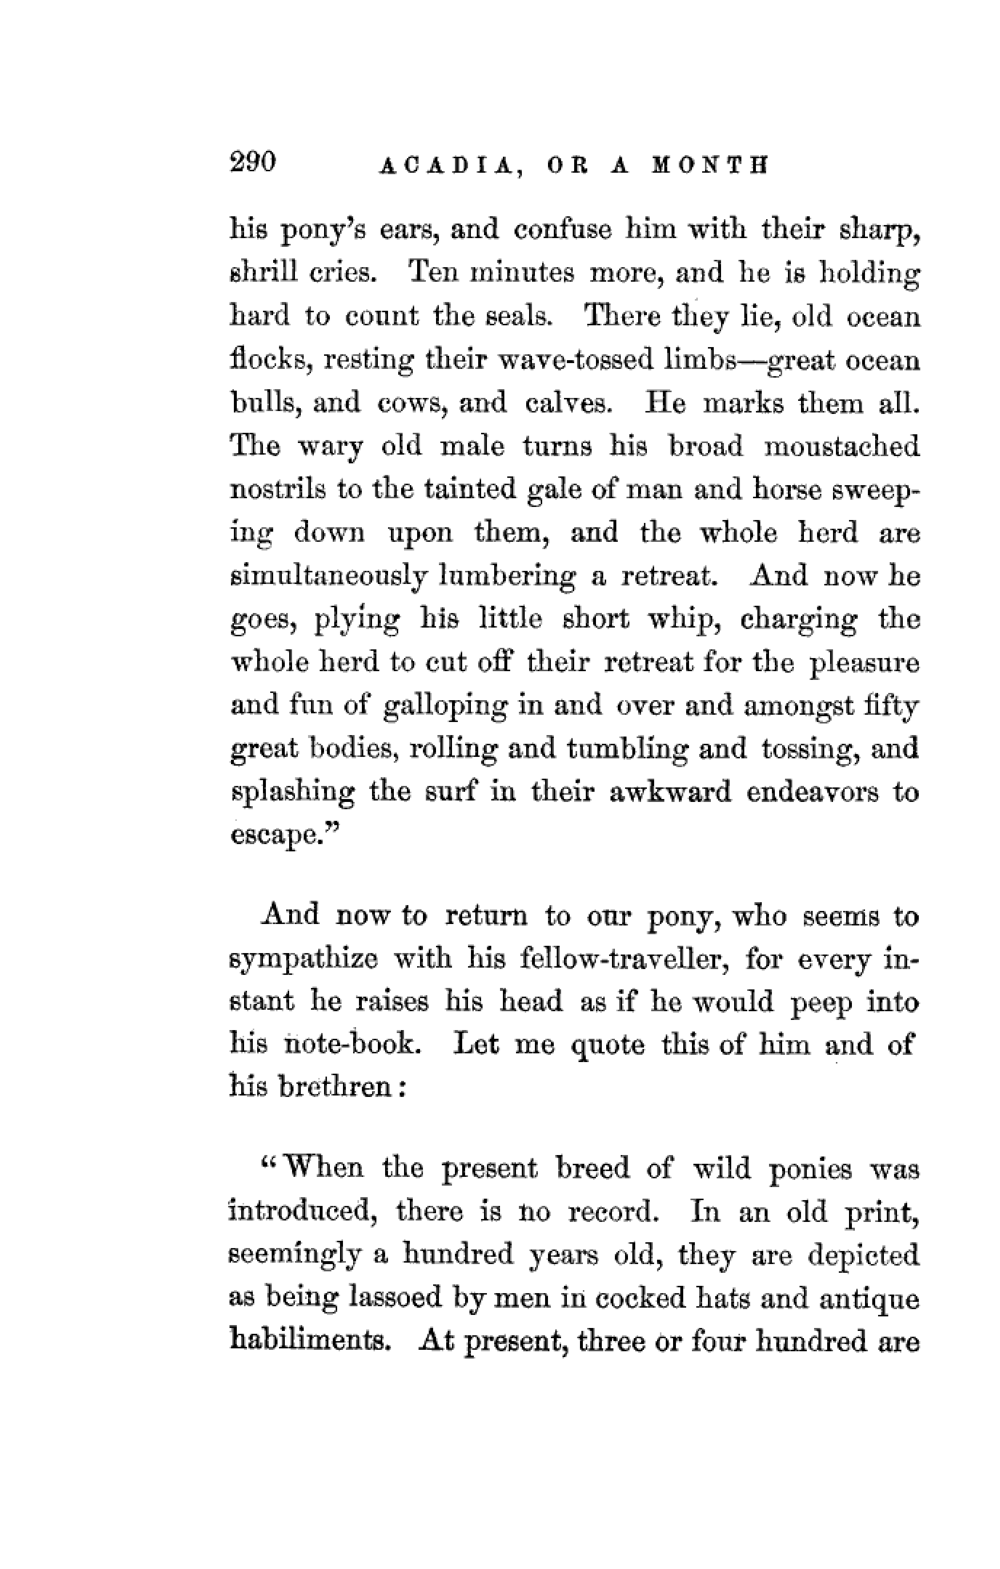 290 ACADIA, OR A MONTH
his pony's ears, and confuse him with their sharp,
shrill cries. Ten minutes more, and he is holding
hard to count the seals. There they lie, old ocean
flocks, resting their wave-tossed limbs—great ocean
bulls, and cows, and calves. He marks them all.
The wary old male turns his broad moustached
nostrils to the tainted gale of man and horse sweep-
ing down upon them, and the whole herd are
simultaneously lumbering a retreat. And now he
goes, plying his little short whip, charging the
whole herd to cut off their retreat for the pleasure
and fun of galloping in and over and amongst fifty
great bodies, rolling and tumbling and tossing, and
splashing the surf in their awkward endeavors to
escape."
And now to return to our pony, who seems to
sympathize with his fellow-traveller, for every in-
stant he raises his head as if he would peep into
his note-book. Let me quote this of him and of
his brethren:
"When the present breed of wild ponies was
introduced, there is no record. In an old print,
seemingly a hundred years old, they are depicted
as being lassoed by men in cocked hats and antique
habiliments. At present, three or four hundred are